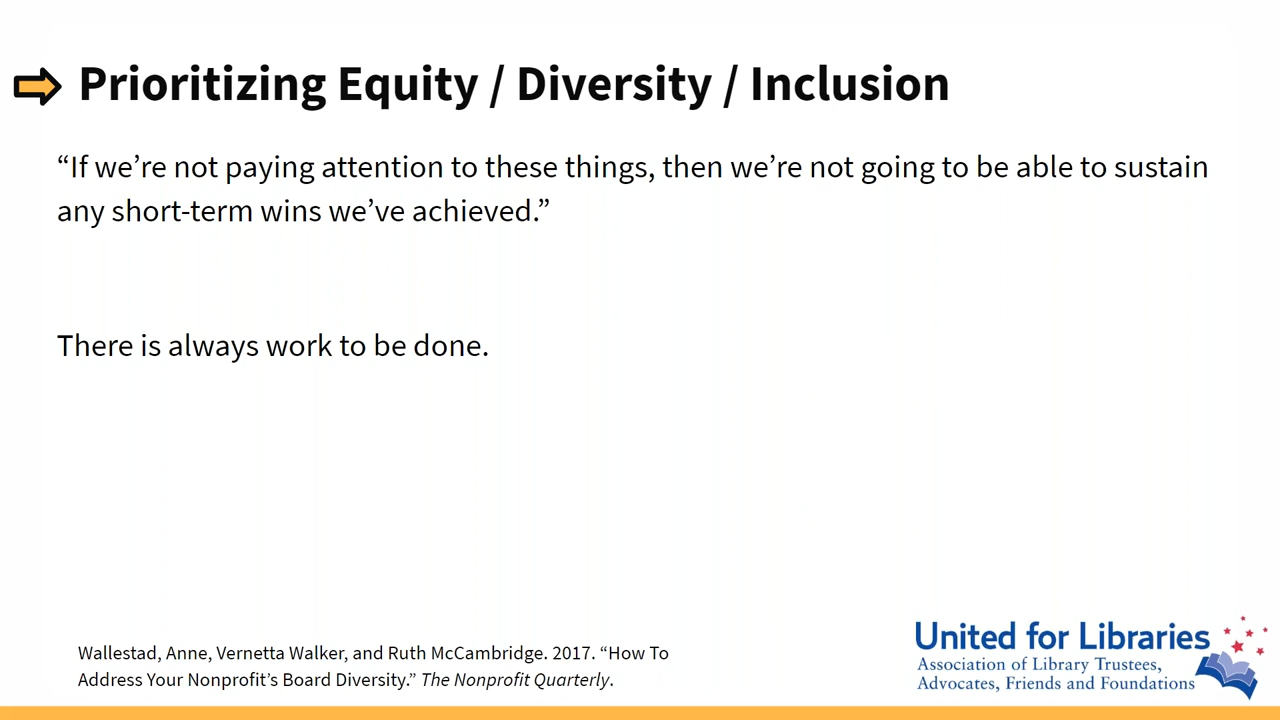 Prioritizing Equity / Diversity / Inclusion
“If we’re not paying attention to these things, then we’re not going to be able to sustain
any short-term wins we’ve achieved.”
There is always work to be done.
Wallestad, Anne, Vernetta Walker, and Ruth McCambridge. 2017. “How To
Address Your Nonprofit’s Board Diversity.” The Nonprofit Quarterly.
United for Libraries
Association of Library Trustees,
Advocates, Friends and Foundations